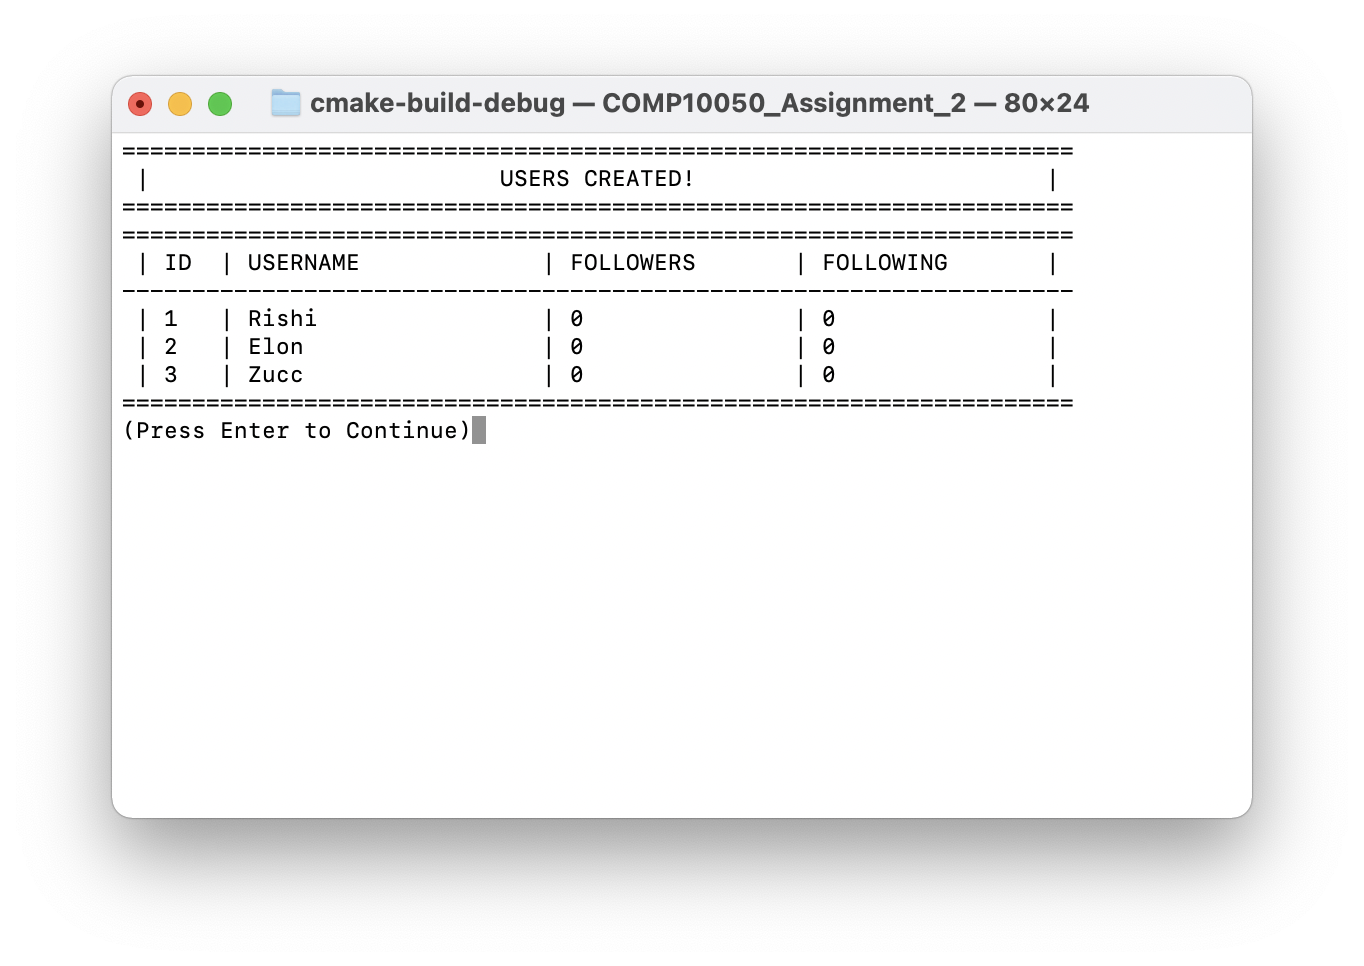 cmake-build-debug — COMP10050_Assignment_2 — 80×24
====================================================================
 |                         USERS CREATED!                         |
====================================================================
====================================================================
 | ID  | USERNAME             | FOLLOWERS       | FOLLOWING       |
--------------------------------------------------------------------
 | 1   | Rishi                | 0               | 0               |
 | 2   | Elon                 | 0               | 0               |
 | 3   | Zucc                 | 0               | 0               |
====================================================================
(Press Enter to Continue)